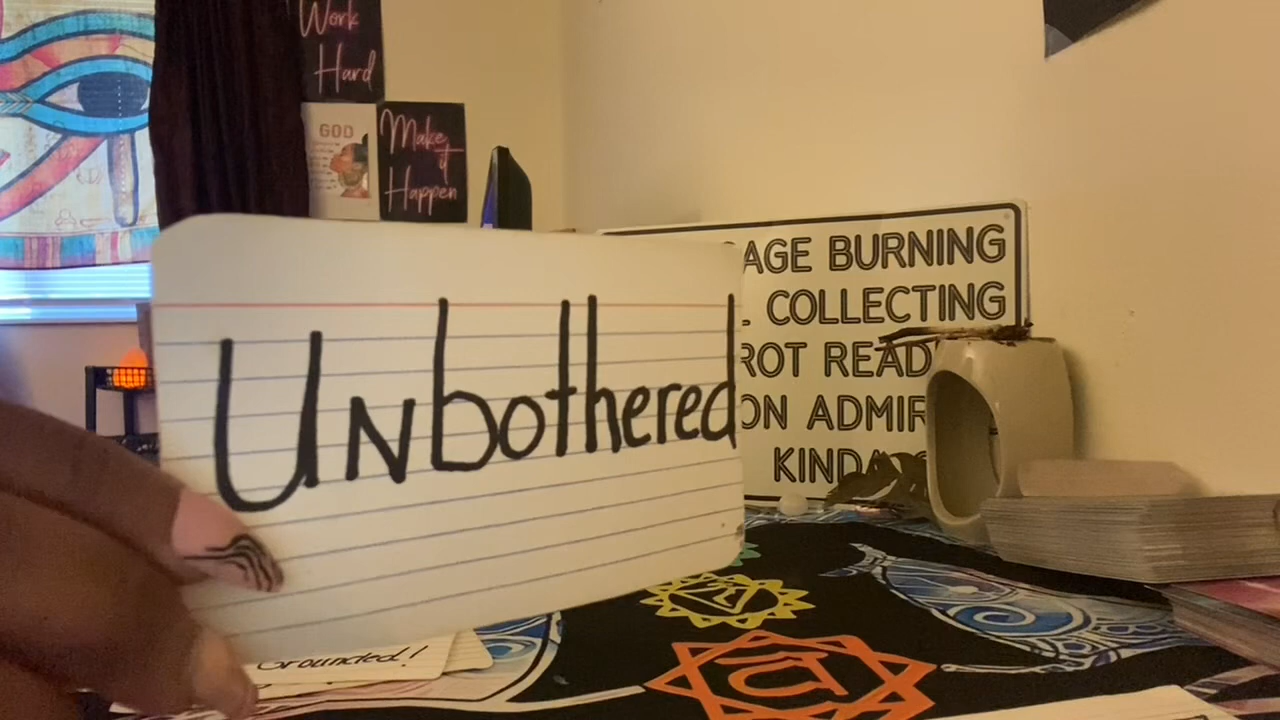 Work
Hard
GOD
Make
it
Happen
Unbothered
AGE BURNING
COLLECTING
ROT READ
ON ADMIR
KINDA
Grounded!